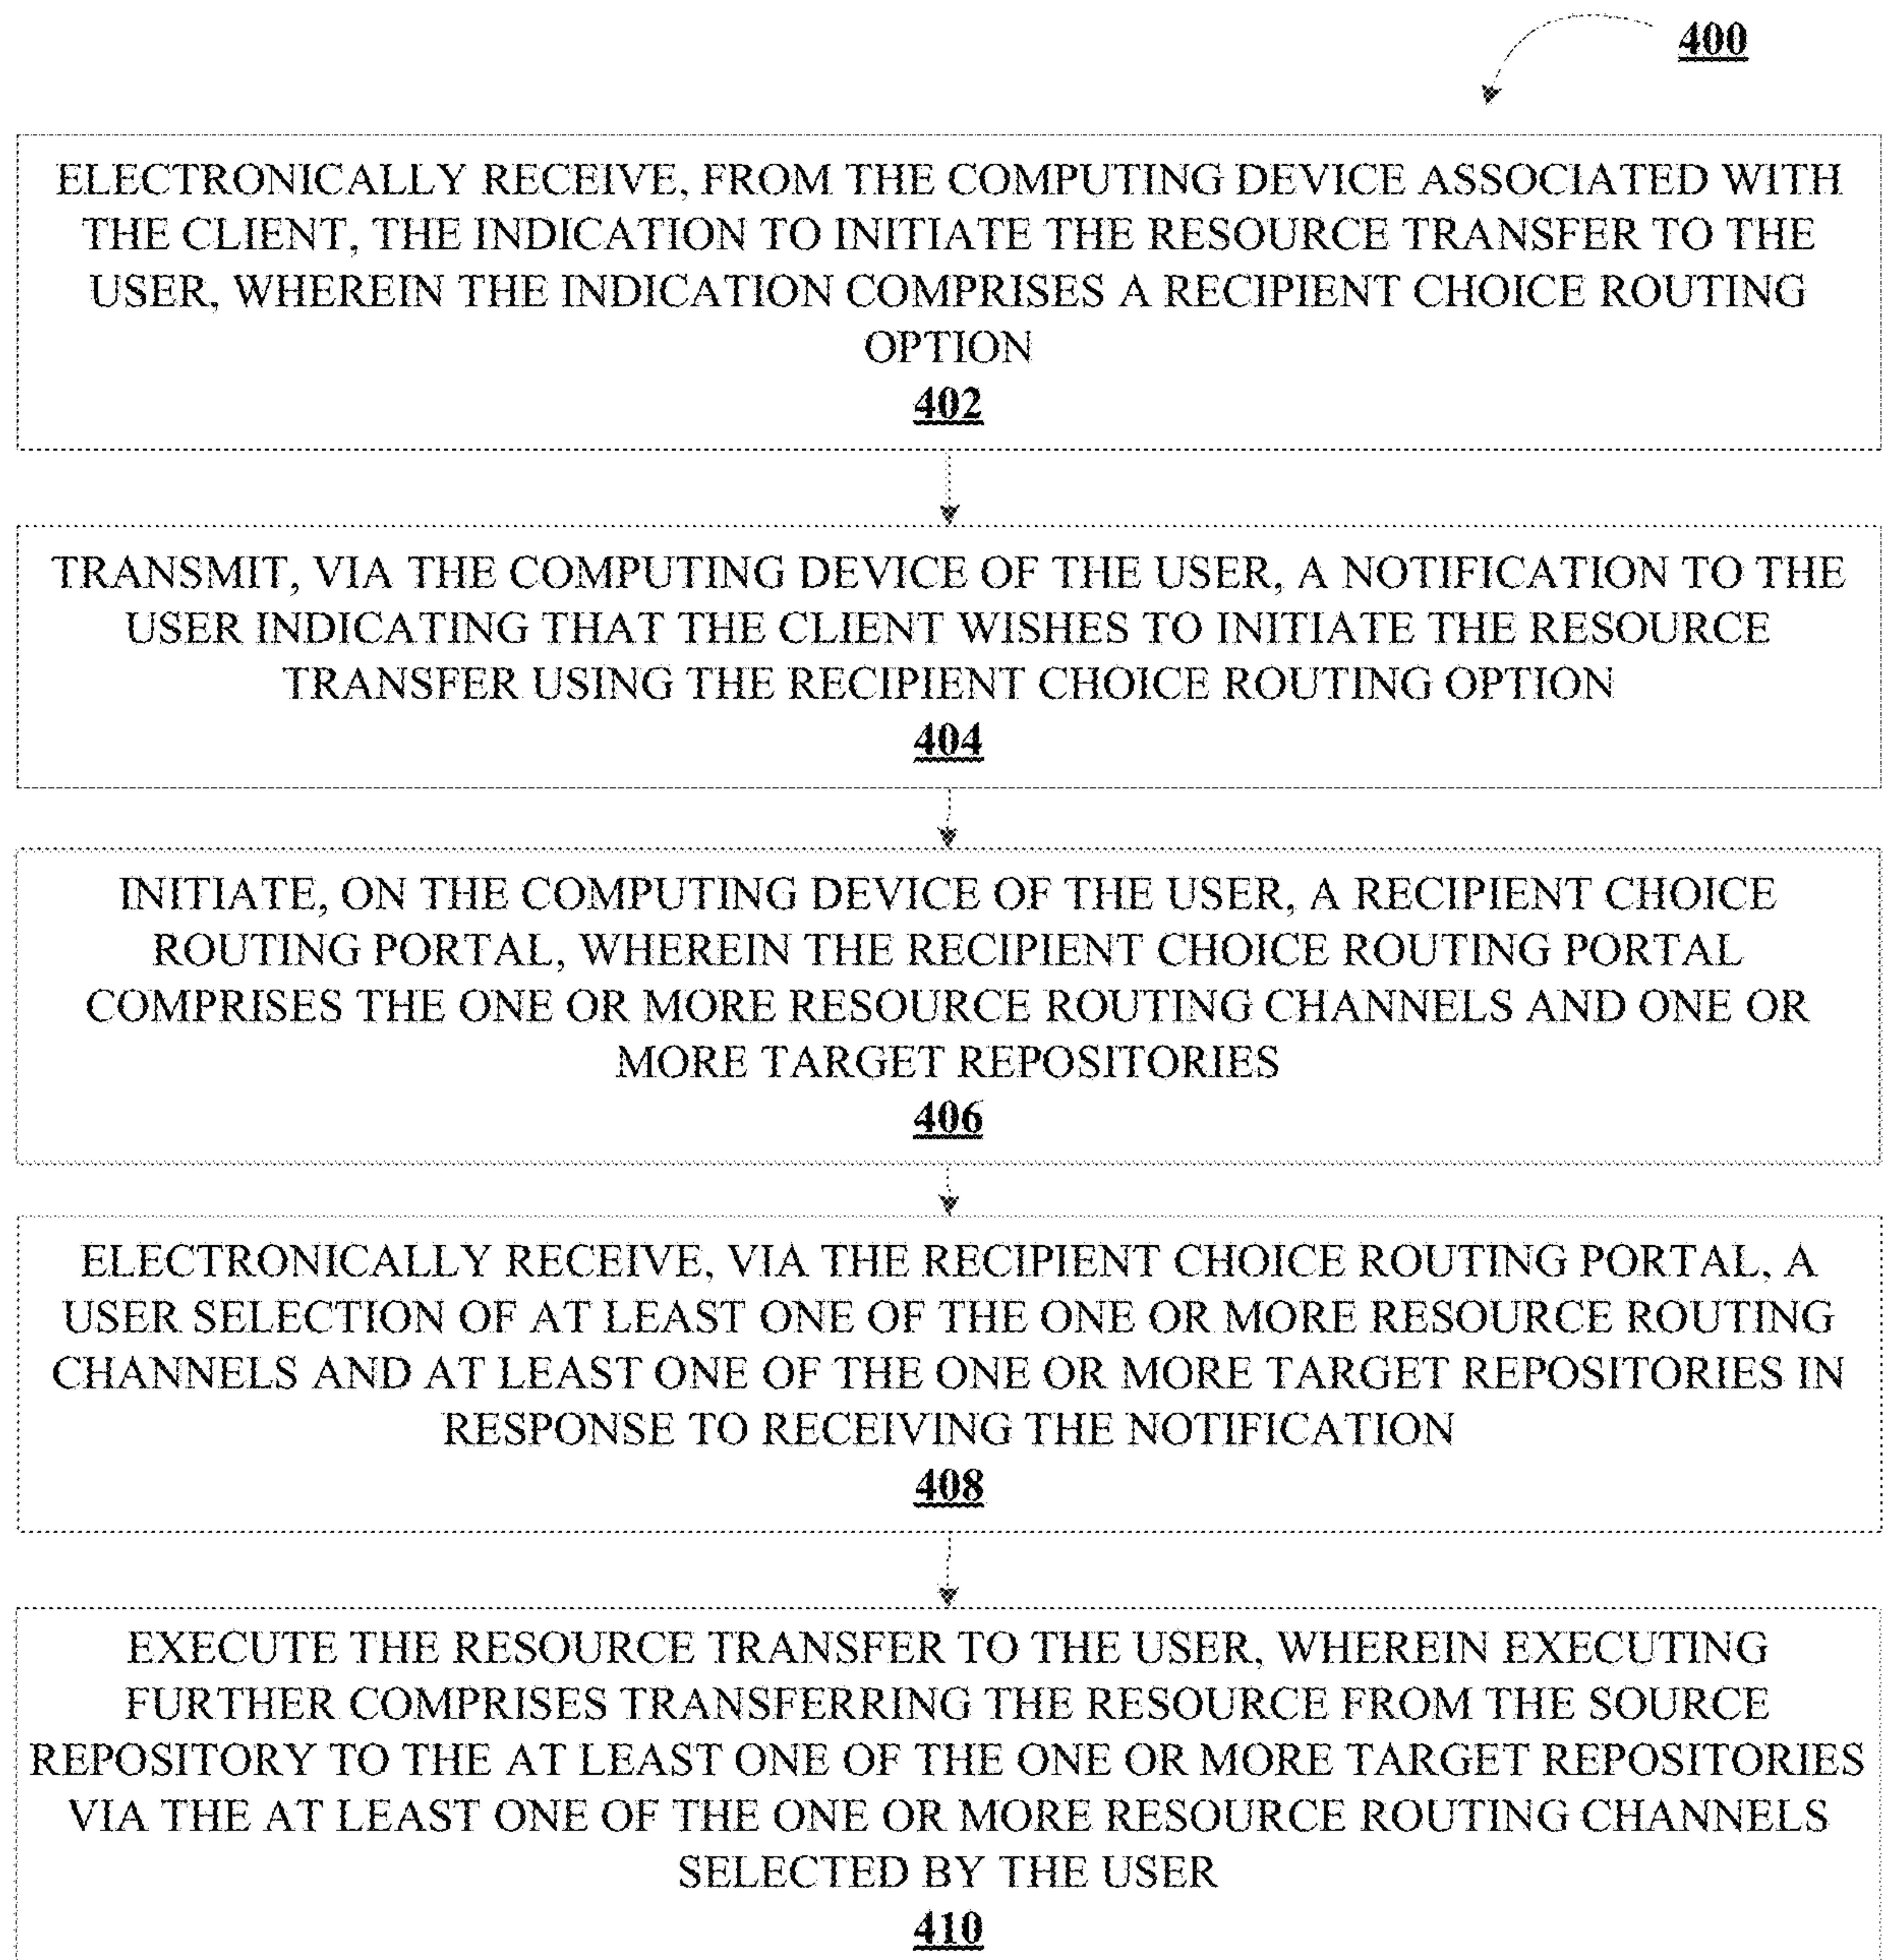 400
ELECTRONICALLY RECEIVE, FROM THE COMPUTING DEVICE ASSOCIATED WITH
THE CLIENT, THE INDICATION TO INITIATE THE RESOURCE TRANSFER TO THE
USER, WHEREIN THE INDICATION COMPRISES A RECIPIENT CHOICE ROUTING
OPTION
402
TRANSMIT, VIA THE COMPUTING DEVICE OF THE USER, A NOTIFICATION TO THE
USER INDICATING THAT THE CLIENT WISHES TO INITIATE THE RESOURCE
TRANSFER USING THE RECIPIENT CHOICE ROUTING OPTION
404
INITIATE, ON THE COMPUTING DEVICE OF THE USER, A RECIPIENT CHOICE
ROUTING PORTAL, WHEREIN THE RECIPIENT CHOICE ROUTING PORTAL
COMPRISES THE ONE OR MORE RESOURCE ROUTING CHANNELS AND ONE OR
MORE TARGET REPOSITORIES
406
ELECTRONICALLY RECEIVE, VIA THE RECIPIENT CHOICE ROUTING PORTAL, A
USER SELECTION OF AT LEAST ONE OF THE ONE OR MORE RESOURCE ROUTING
CHANNELS AND AT LEAST ONE OF THE ONE OR MORE TARGET REPOSITORIES IN
RESPONSE TO RECEIVING THE NOTIFICATION
408
EXECUTE THE RESOURCE TRANSFER TO THE USER, WHEREIN EXECUTING
FURTHER COMPRISES TRANSFERRING THE RESOURCE FROM THE SOURCE
REPOSITORY TO THE AT LEAST ONE OF THE ONE OR MORE TARGET REPOSITORIES
VIA THE AT LEAST ONE OF THE ONE OR MORE RESOURCE ROUTING CHANNELS
SELECTED BY THE USER
410